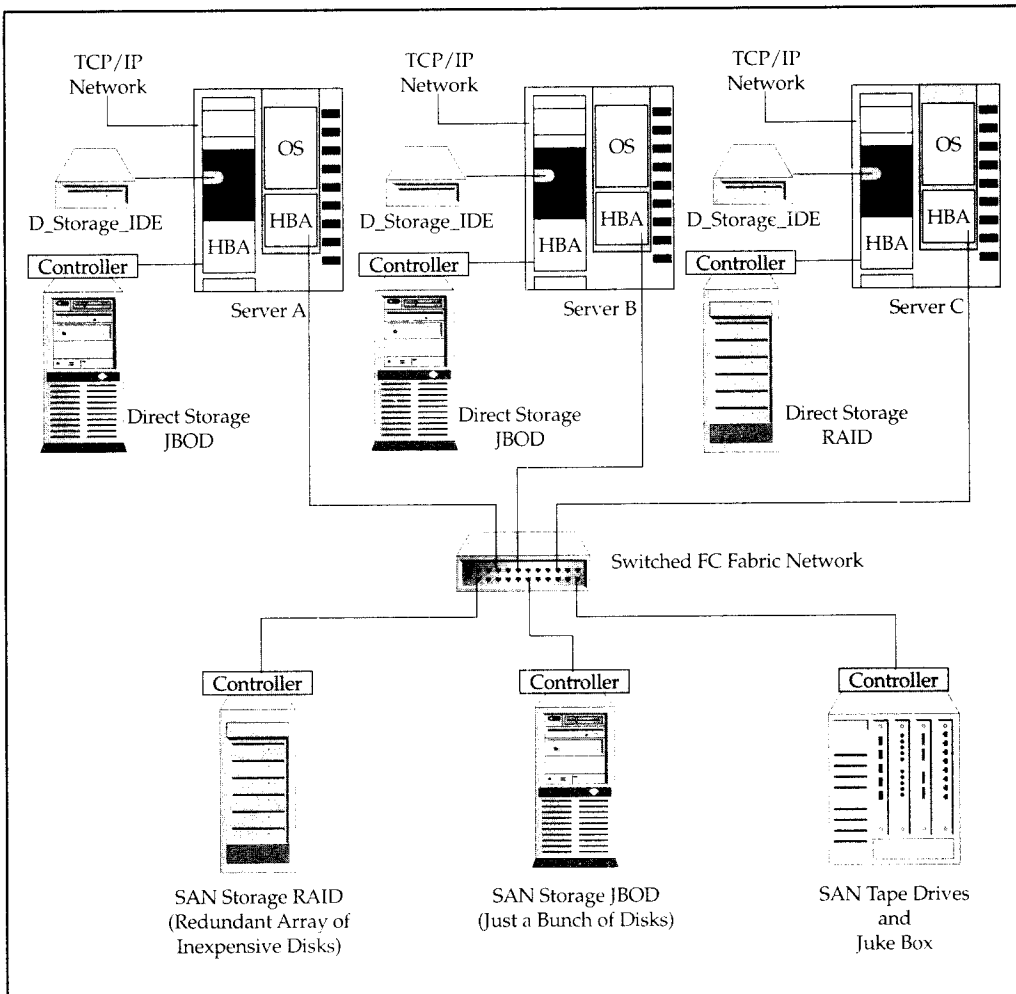 TCP/IP
Network
TCP/IP
Network
TCP/IP
Network
OS
OS
OS
D_Storage_IDE
HBA
HBA
D_Storage_IDE
HBA
HBA
D_Storage_IDE
HBA
HBA
Controller
Controller
Controller
Server A
Server B
Server C
Direct Storage
JBOD
Direct Storage
JBOD
Direct Storage
RAID
Switched FC Fabric Network
Controller
Controller
Controller
SAN Storage RAID
(Redundant Array of
Inexpensive Disks)
SAN Storage JBOD
(Just a Bunch of Disks)
SAN Tape Drives
and
Juke Box